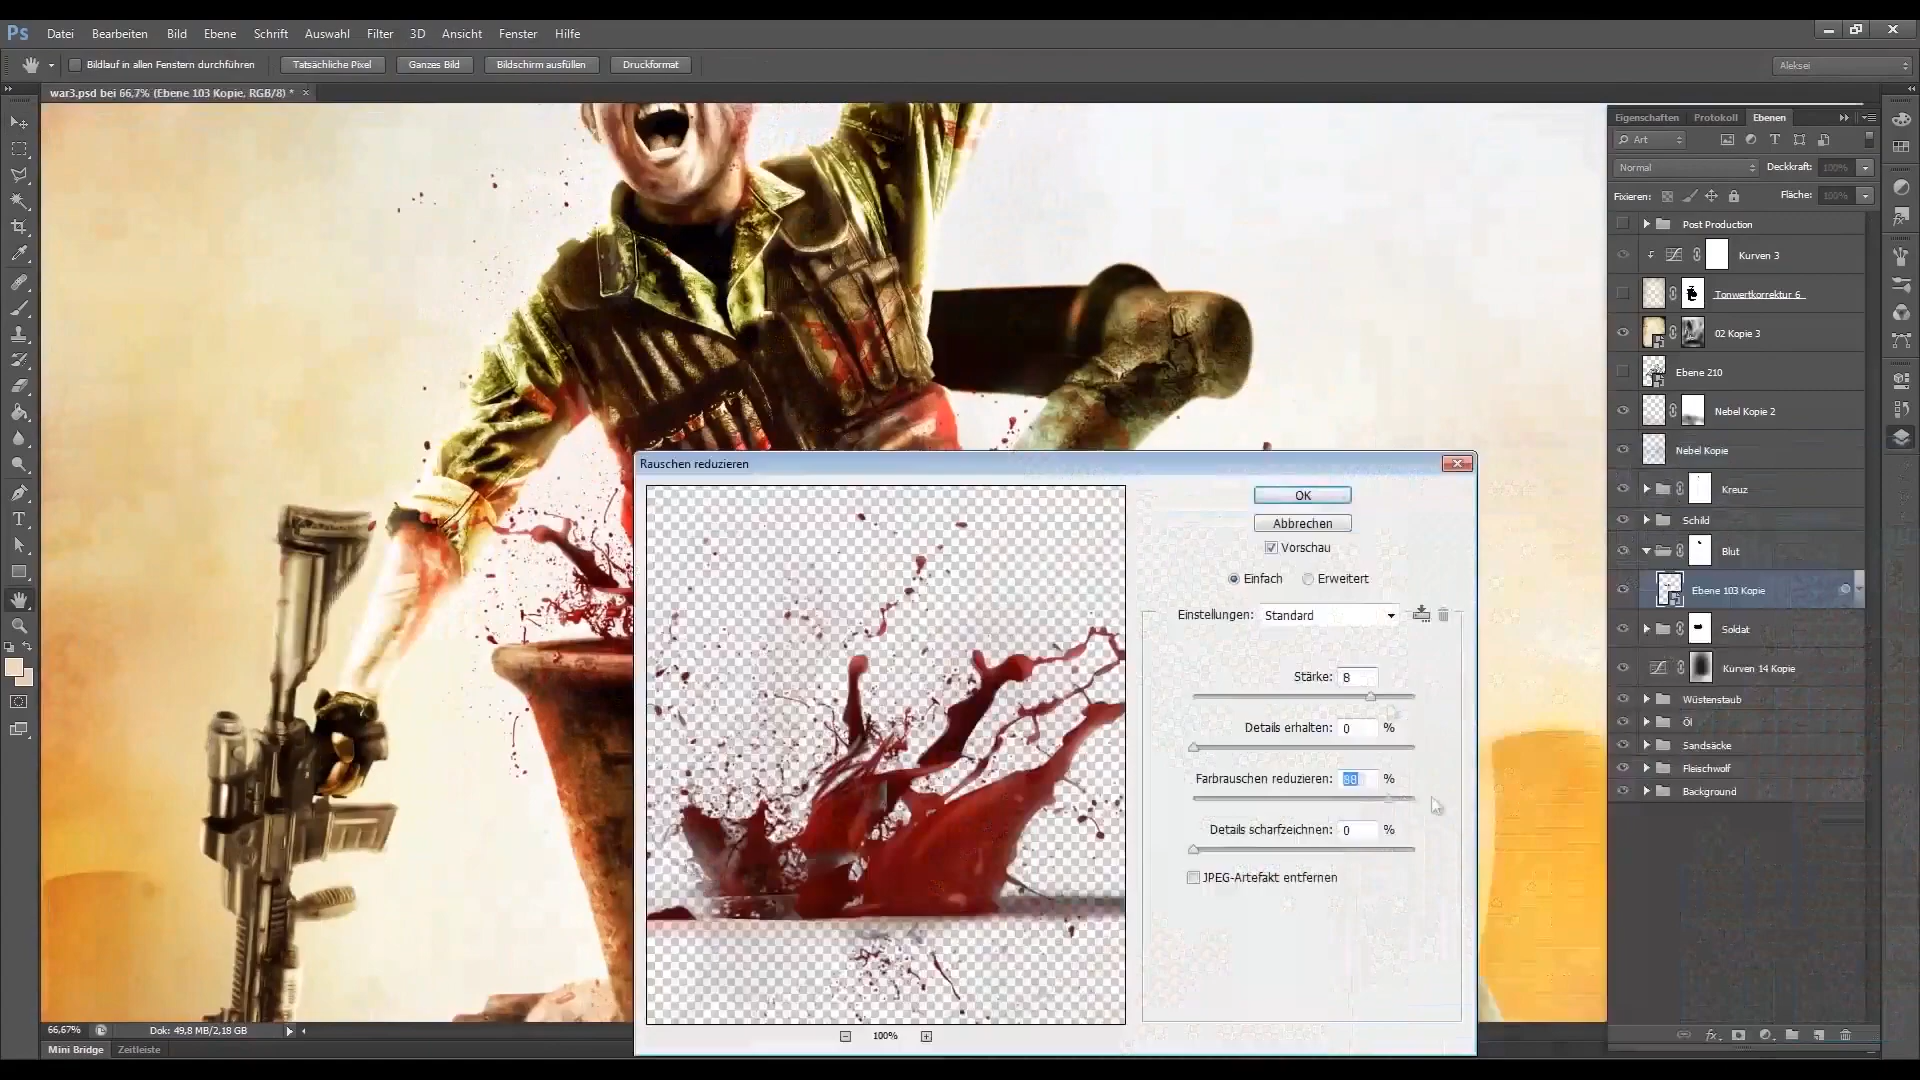 Ps Datei Bearbeiten Bild Ebene Schrift Auswahl Filter 3D Ansicht Fenster Hilfe
Bildlauf in allen Fenstern durchführen Tatsächliche Pixel Ganzes Bild Bildschirm ausfüllen Druckformat Aleksei
war3.psd bei 66,7% (Ebene 103 Kopie, RGB/8) *
Eigenschaften Protokoll Ebenen
Art
Normal Deckkraft: 100%
Fixieren: Fläche: 100%
Post Production
Kurven 3
Tonwertkorrektur 6
02 Kopie 3
Ebene 210
Nebel Kopie 2
Nebel Kopie
Kreuz
Schild
Blut
Ebene 103 Kopie
Soldat
Kurven 14 Kopie
Wüstenstaub
Öl
Sandsäcke
Fleischwolf
Background
Rauschen reduzieren
OK
Abbrechen
Vorschau
Einfach Erweitert
Einstellungen: Standard
Stärke: 8
Details erhalten: 0 %
Farbrauschen reduzieren: 88 %
Details scharfzeichnen: 0 %
JPEG-Artefakt entfernen
100%
66,67% Dok: 49,8 MB/2,18 GB
Mini Bridge Zeitleiste